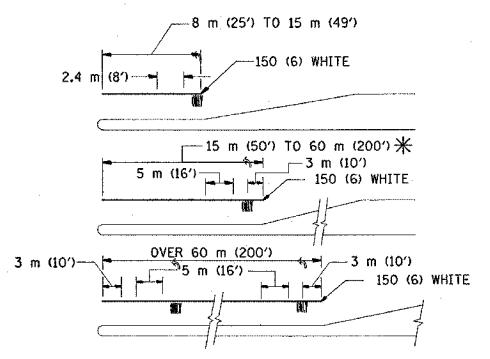 8 m (25') TO 15 m (49')
2.4 m (8')
150 (6) WHITE
15 m (50') TO 60 m (200') *
5 m (16')
3 m (10')
150 (6) WHITE
OVER 60 m (200')
3 m (10')
5 m (16')
3 m (10')
150 (6) WHITE